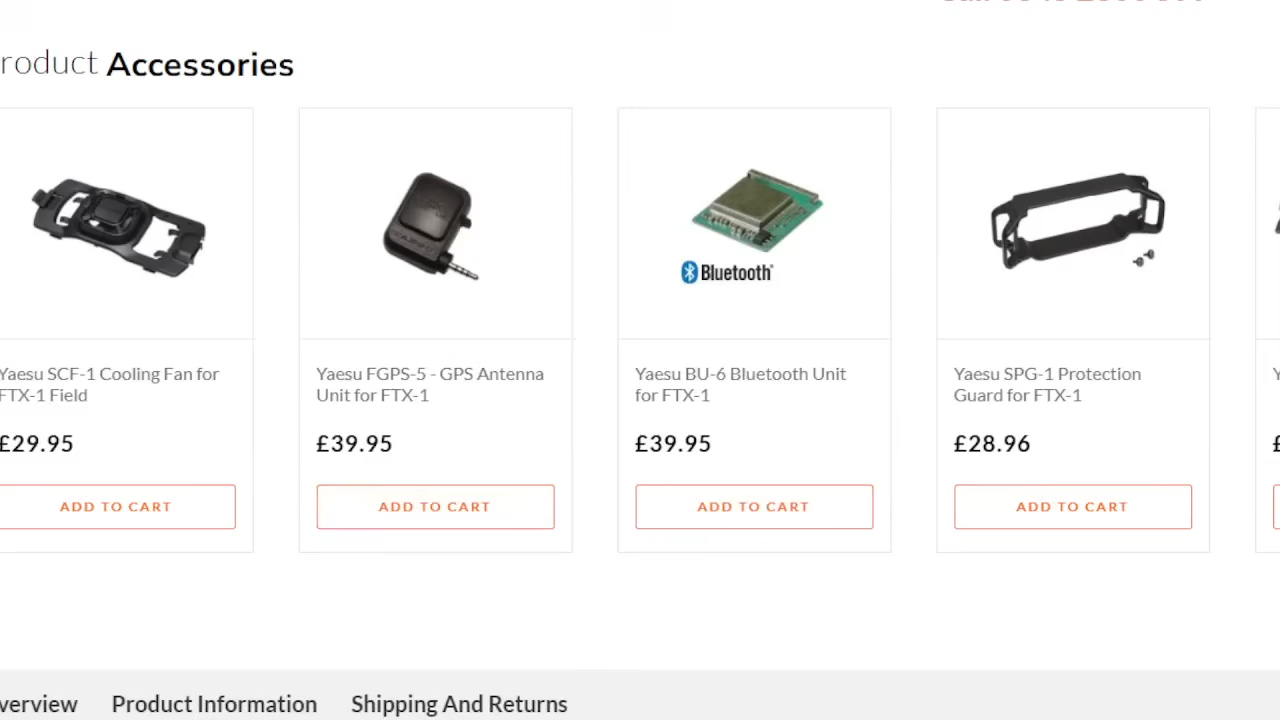 roduct Accessories
Bluetooth
Yaesu SCF-1 Cooling Fan for
FTX-1 Field
£29.95
ADD TO CART
Yaesu FGPS-5 - GPS Antenna
Unit for FTX-1
£39.95
ADD TO CART
Yaesu BU-6 Bluetooth Unit
for FTX-1
£39.95
ADD TO CART
Yaesu SPG-1 Protection
Guard for FTX-1
£28.96
ADD TO CART
verview Product Information Shipping And Returns